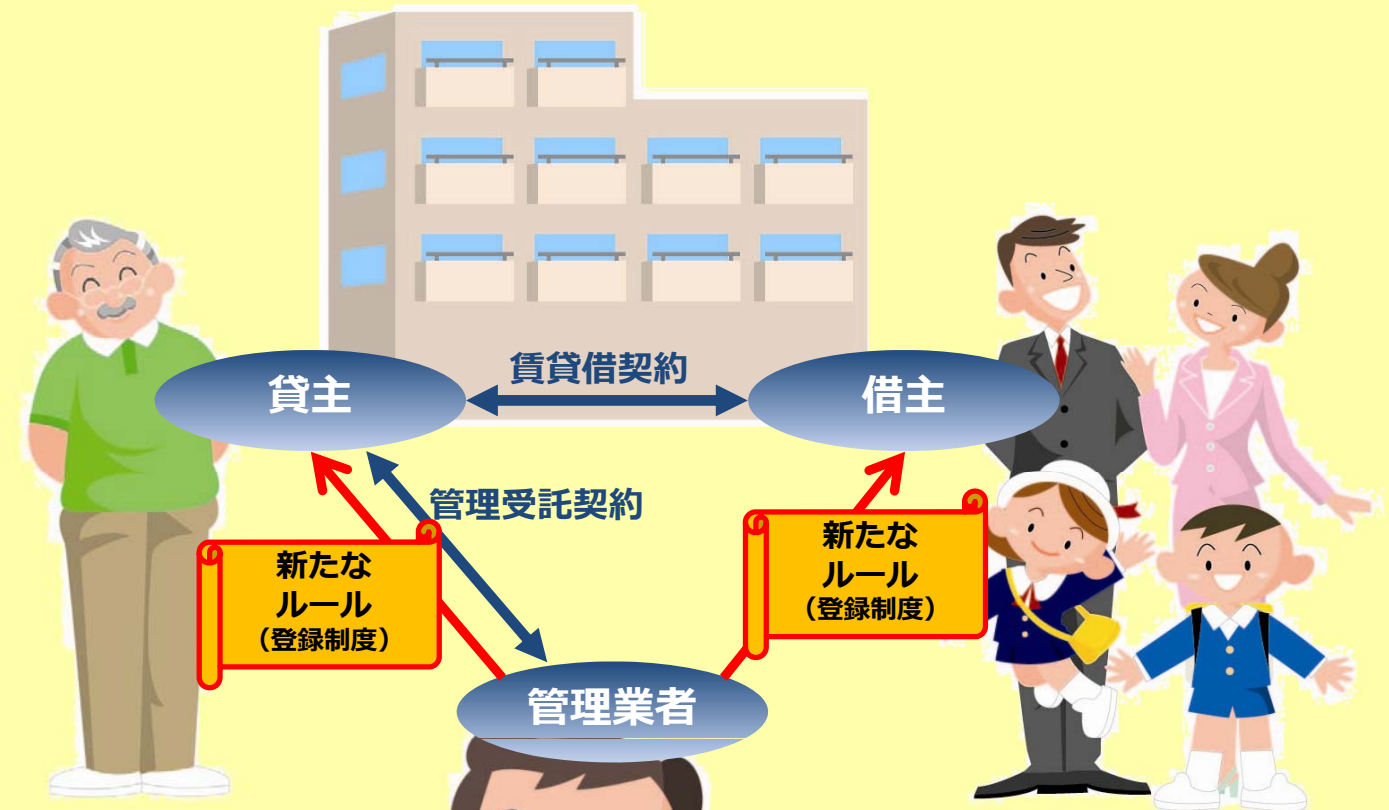 賃貸借契約
貸主
借主
管理受託契約
新たな
ルール
（登録制度）
新たな
ルール
（登録制度）
管理業者